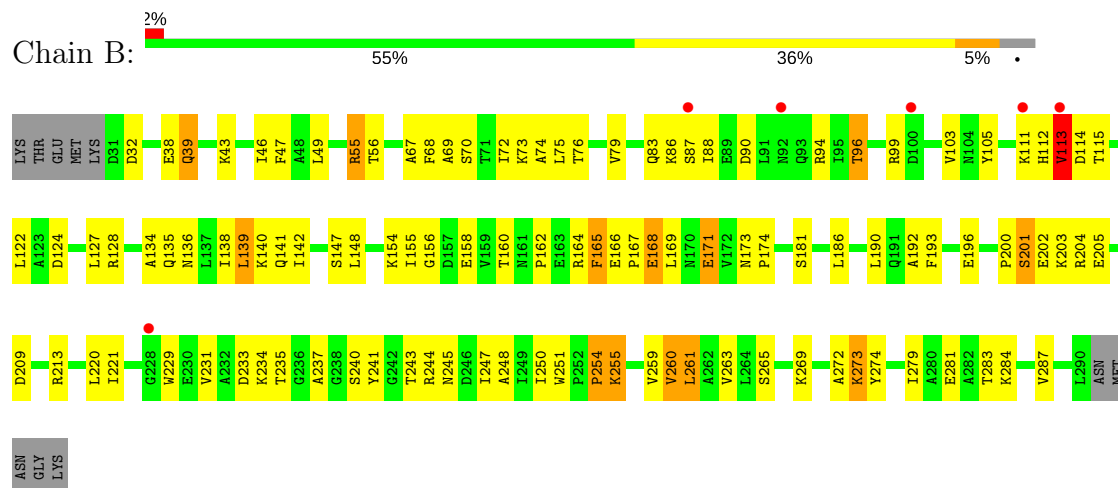 2%
Chain B:
55% 36% 5% •
LYS THR GLU MET LYS D31 D32 E38 Q39 K43 I46 F47 A48 L49 R55 T56 A67 F68 A69 S70 T71 I72 K73 A74 L75 T76 V79 Q83 K86 S87 I88 E89 D90 L91 N92 Q93 R94 I95 T96 R99 D100 V103 N104 Y105 K111 H112 V113 D114 T115
L122 A123 D124 L127 R128 A134 Q135 N136 L137 I138 L139 K140 Q141 I142 S147 L148 K154 I155 G156 D157 E158 V159 T160 N161 P162 E163 R164 F165 E166 P167 E168 L169 N170 E171 V172 N173 P174 S181 L186 L190 Q191 A192 F193 E196 P200 S201 E202 K203 R204 E205
D209 R213 L220 I221 G228 W229 E230 V231 A232 D233 K234 T235 G236 A237 G238 S240 Y241 G242 T243 R244 N245 D246 I247 A248 I249 I250 W251 P252 P254 K255 V259 V260 L261 A262 V263 L264 S265 K269 A272 K273 Y274 I279 A280 E281 A282 T283 K284 V287 L290 ASN MET
ASN GLY LYS